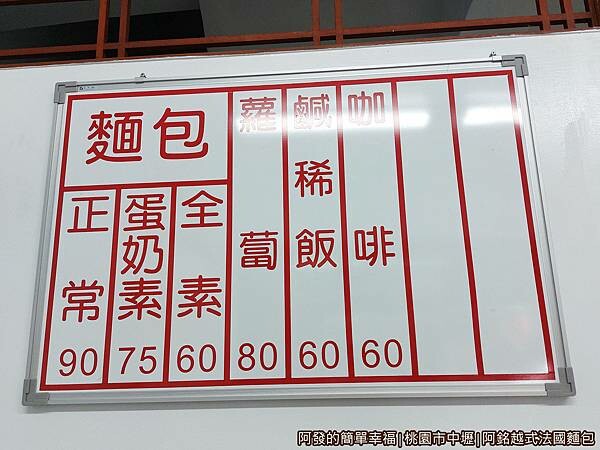 麵包
正常 90
蛋奶素 75
全素 60
蘿蔔 80
鹹稀飯 60
咖啡 60
阿發的簡單幸福|桃園市中壢|阿銘越式法國麵包